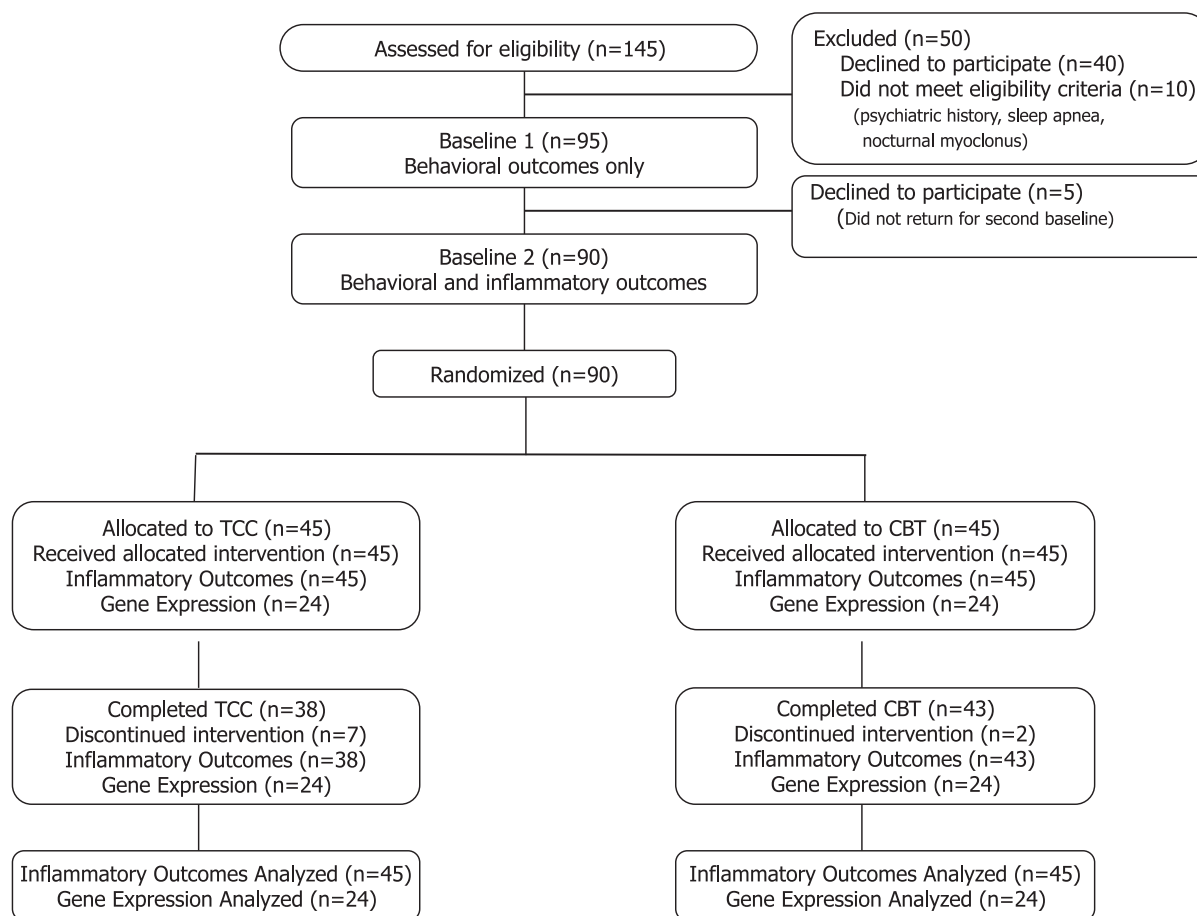 Assessed for eligibility (n=145)
Excluded (n=50)
Declined to participate (n=40)
Did not meet eligibility criteria (n=10)
(psychiatric history, sleep apnea,
nocturnal myoclonus)
Baseline 1 (n=95)
Behavioral outcomes only
Declined to participate (n=5)
(Did not return for second baseline)
Baseline 2 (n=90)
Behavioral and inflammatory outcomes
Randomized (n=90)
Allocated to TCC (n=45)
Received allocated intervention (n=45)
Inflammatory Outcomes (n=45)
Gene Expression (n=24)
Allocated to CBT (n=45)
Received allocated intervention (n=45)
Inflammatory Outcomes (n=45)
Gene Expression (n=24)
Completed TCC (n=38)
Discontinued intervention (n=7)
Inflammatory Outcomes (n=38)
Gene Expression (n=24)
Completed CBT (n=43)
Discontinued intervention (n=2)
Inflammatory Outcomes (n=43)
Gene Expression (n=24)
Inflammatory Outcomes Analyzed (n=45)
Gene Expression Analyzed (n=24)
Inflammatory Outcomes Analyzed (n=45)
Gene Expression Analyzed (n=24)